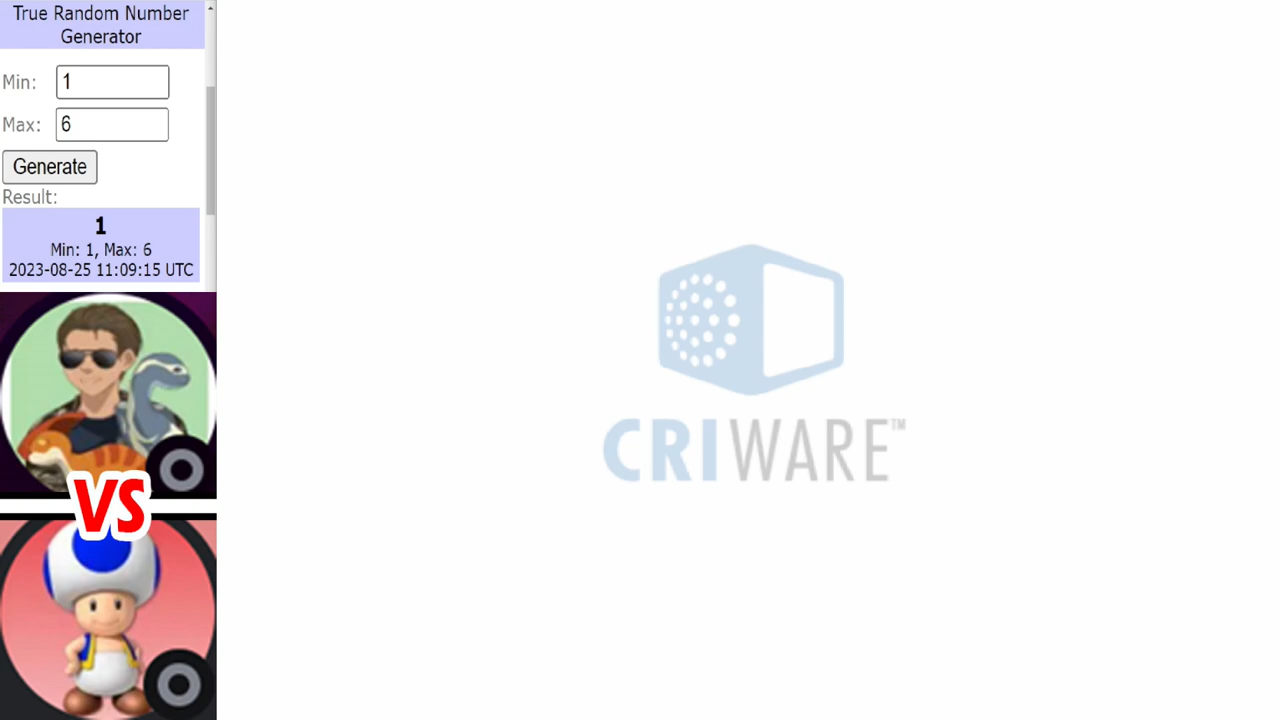 True Random Number
Generator
Min: 1
Max: 6
Generate
Result:
1
Min: 1, Max: 6
2023-08-25 11:09:15 UTC
VS
CRIWARE™